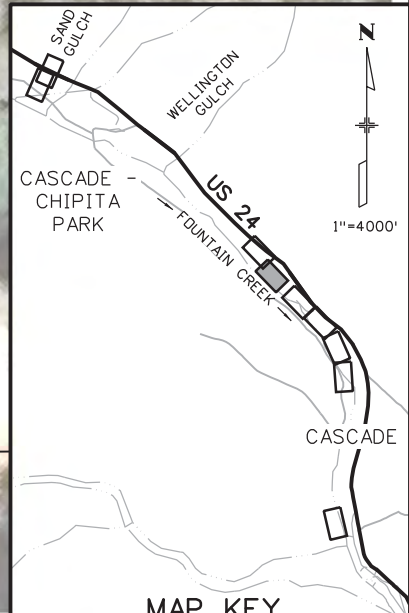 SAND
GULCH
WELLINGTON
GULCH
N
CASCADE -
CHIPITA
PARK
US 24
FOUNTAIN CREEK
1"=4000'
CASCADE
MAP KEY